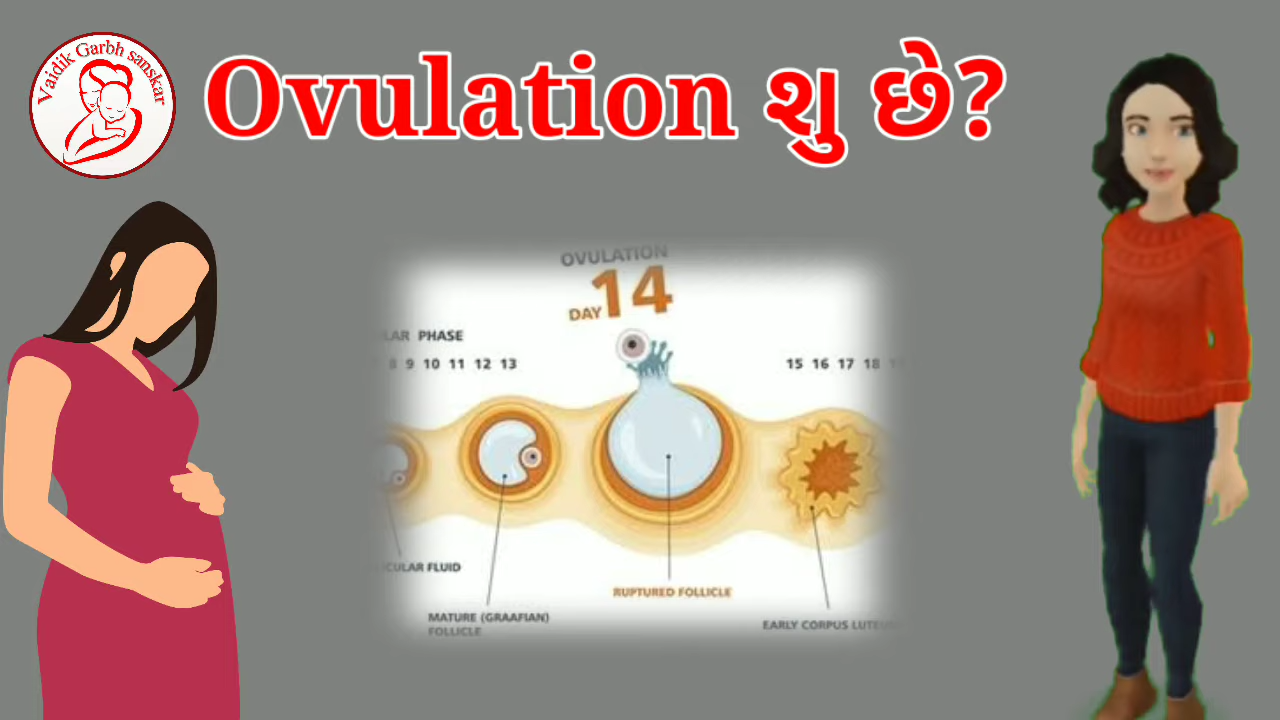 Vaidik Garbh sanskar
Ovulation શુ છે?
OVULATION
DAY 14
PHASE
8 9 10 11 12 13
15 16 17 18
FLUID
MATURE (GRAAFIAN)
FOLLICLE
RUPTURED FOLLICLE
EARLY CORPUS